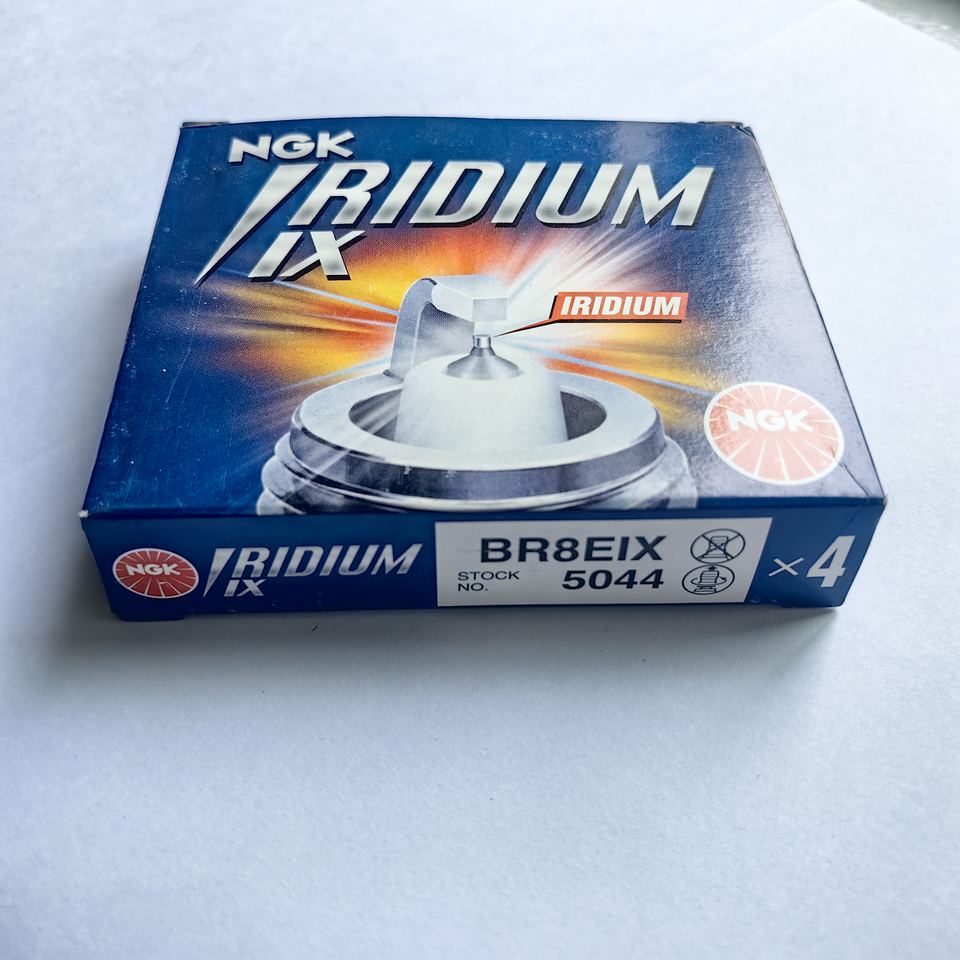 NGK
IRIDIUM
IX
IRIDIUM
NGK
NGK
IRIDIUM
IX
BR8EIX
STOCK NO. 5044
×4